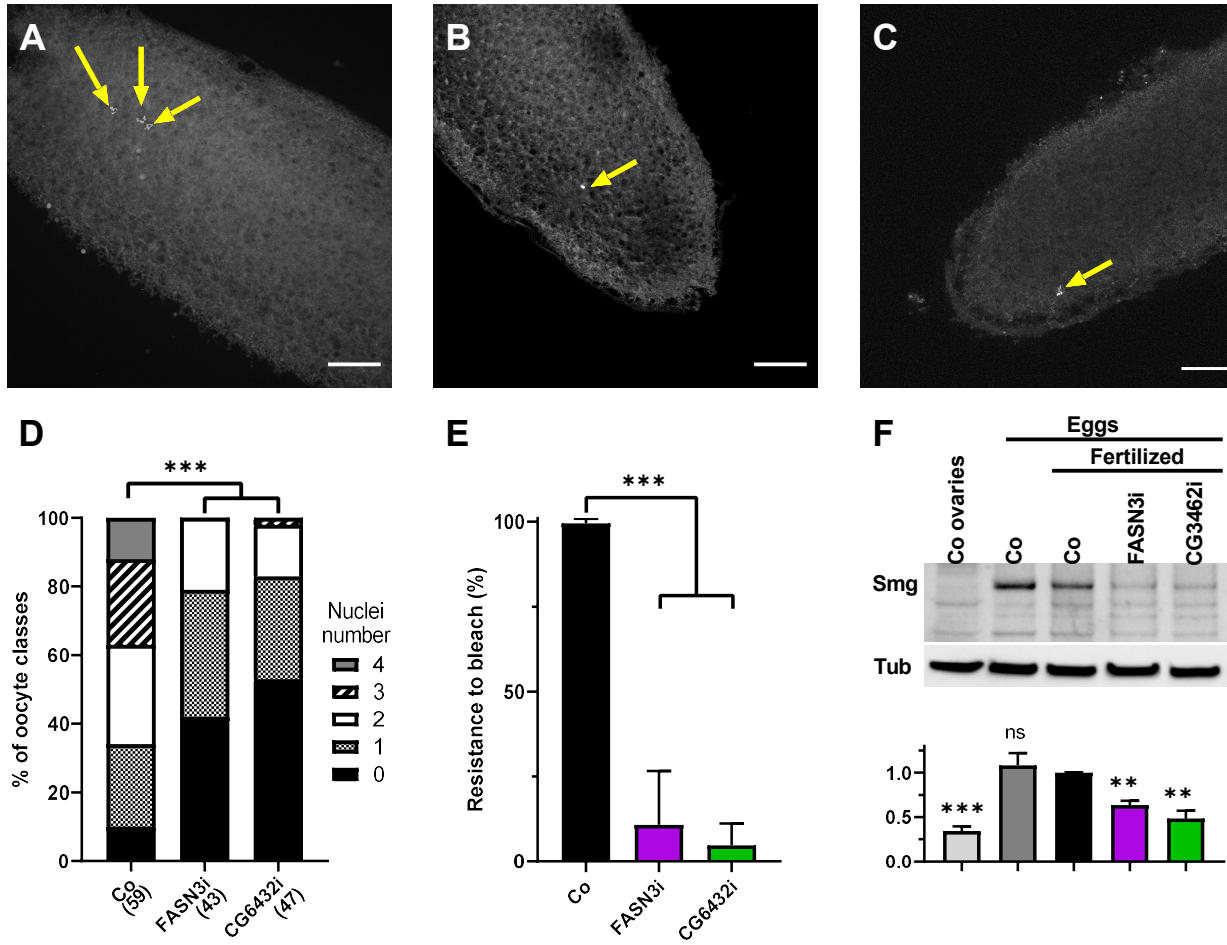 A
B
C
D
***
100
80
60
40
20
0
% of oocyte classes
Nuclei
number
4
3
2
1
0
Co
(59)
FASN3i
(43)
CG6432i
(47)
E
***
100
50
0
Resistance to bleach (%)
Co
FASN3i
CG6432i
F
Eggs
Fertilized
Co ovaries
Co
Co
FASN3i
CG3462i
Smg
Tub
1.0
0.5
0.0
***
ns
**
**